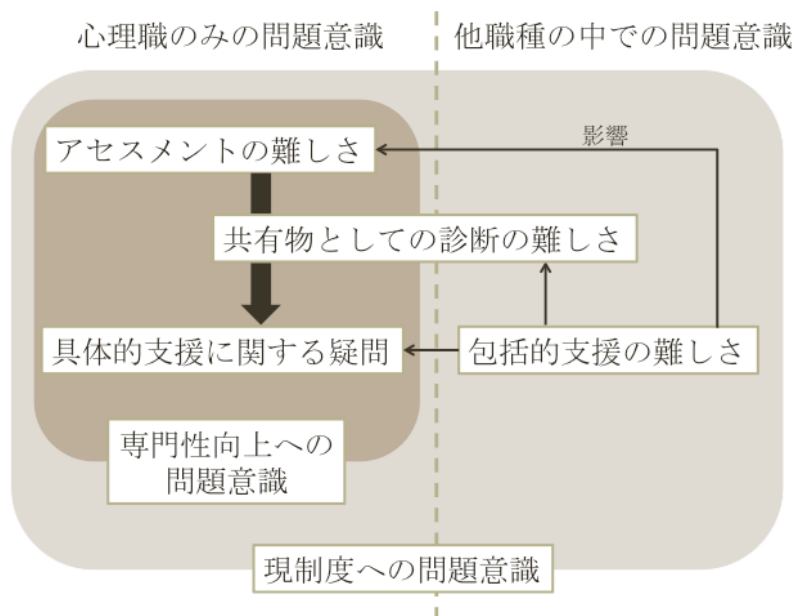 心理職のみの問題意識
他職種の中での問題意識
影響
アセスメントの難しさ
共有物としての診断の難しさ
具体的支援に関する疑問
包括的支援の難しさ
専門性向上への
問題意識
現制度への問題意識